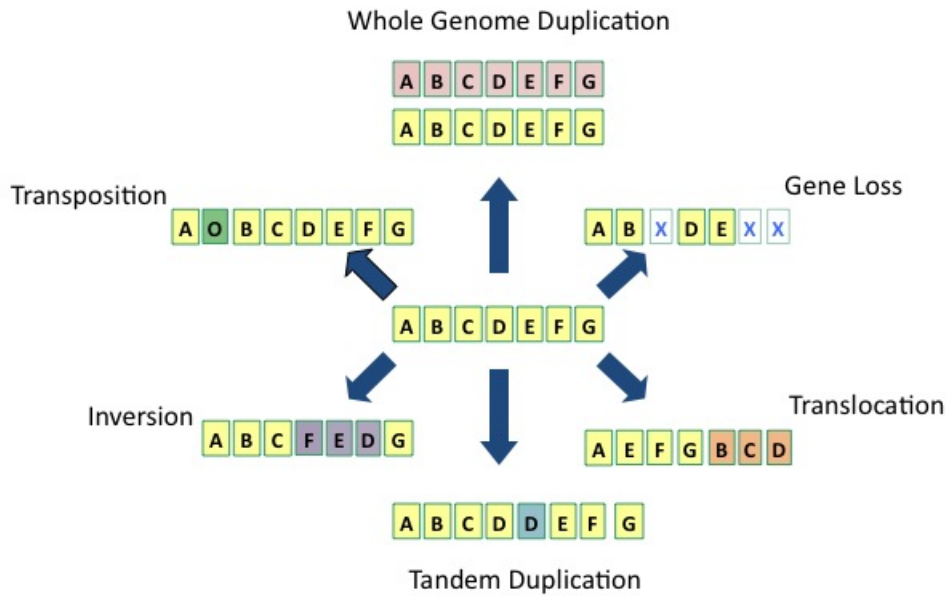 Whole Genome Duplication
A B C D E F G
A B C D E F G
Transposition
A O B C D E F G
Gene Loss
A B X D E X X
A B C D E F G
Inversion
A B C F E D G
Translocation
A E F G B C D
A B C D D E F G
Tandem Duplication